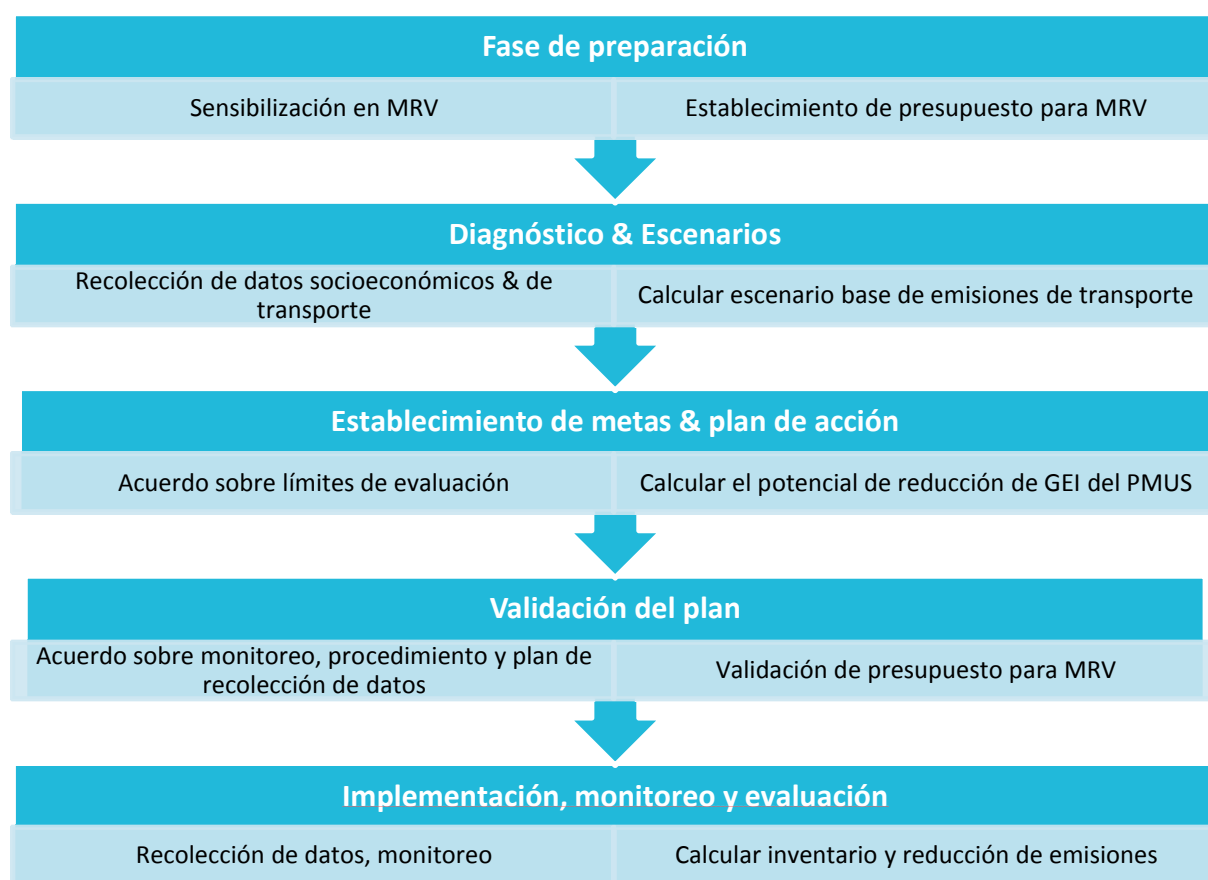 Fase de preparación
Sensibilización en MRV
Establecimiento de presupuesto para MRV
Diagnóstico & Escenarios
Recolección de datos socioeconómicos & de
transporte
Calcular escenario base de emisiones de transporte
Establecimiento de metas & plan de acción
Acuerdo sobre límites de evaluación
Calcular el potencial de reducción de GEI del PMUS
Validación del plan
Acuerdo sobre monitoreo, procedimiento y plan de
recolección de datos
Validación de presupuesto para MRV
Implementación, monitoreo y evaluación
Recolección de datos, monitoreo
Calcular inventario y reducción de emisiones